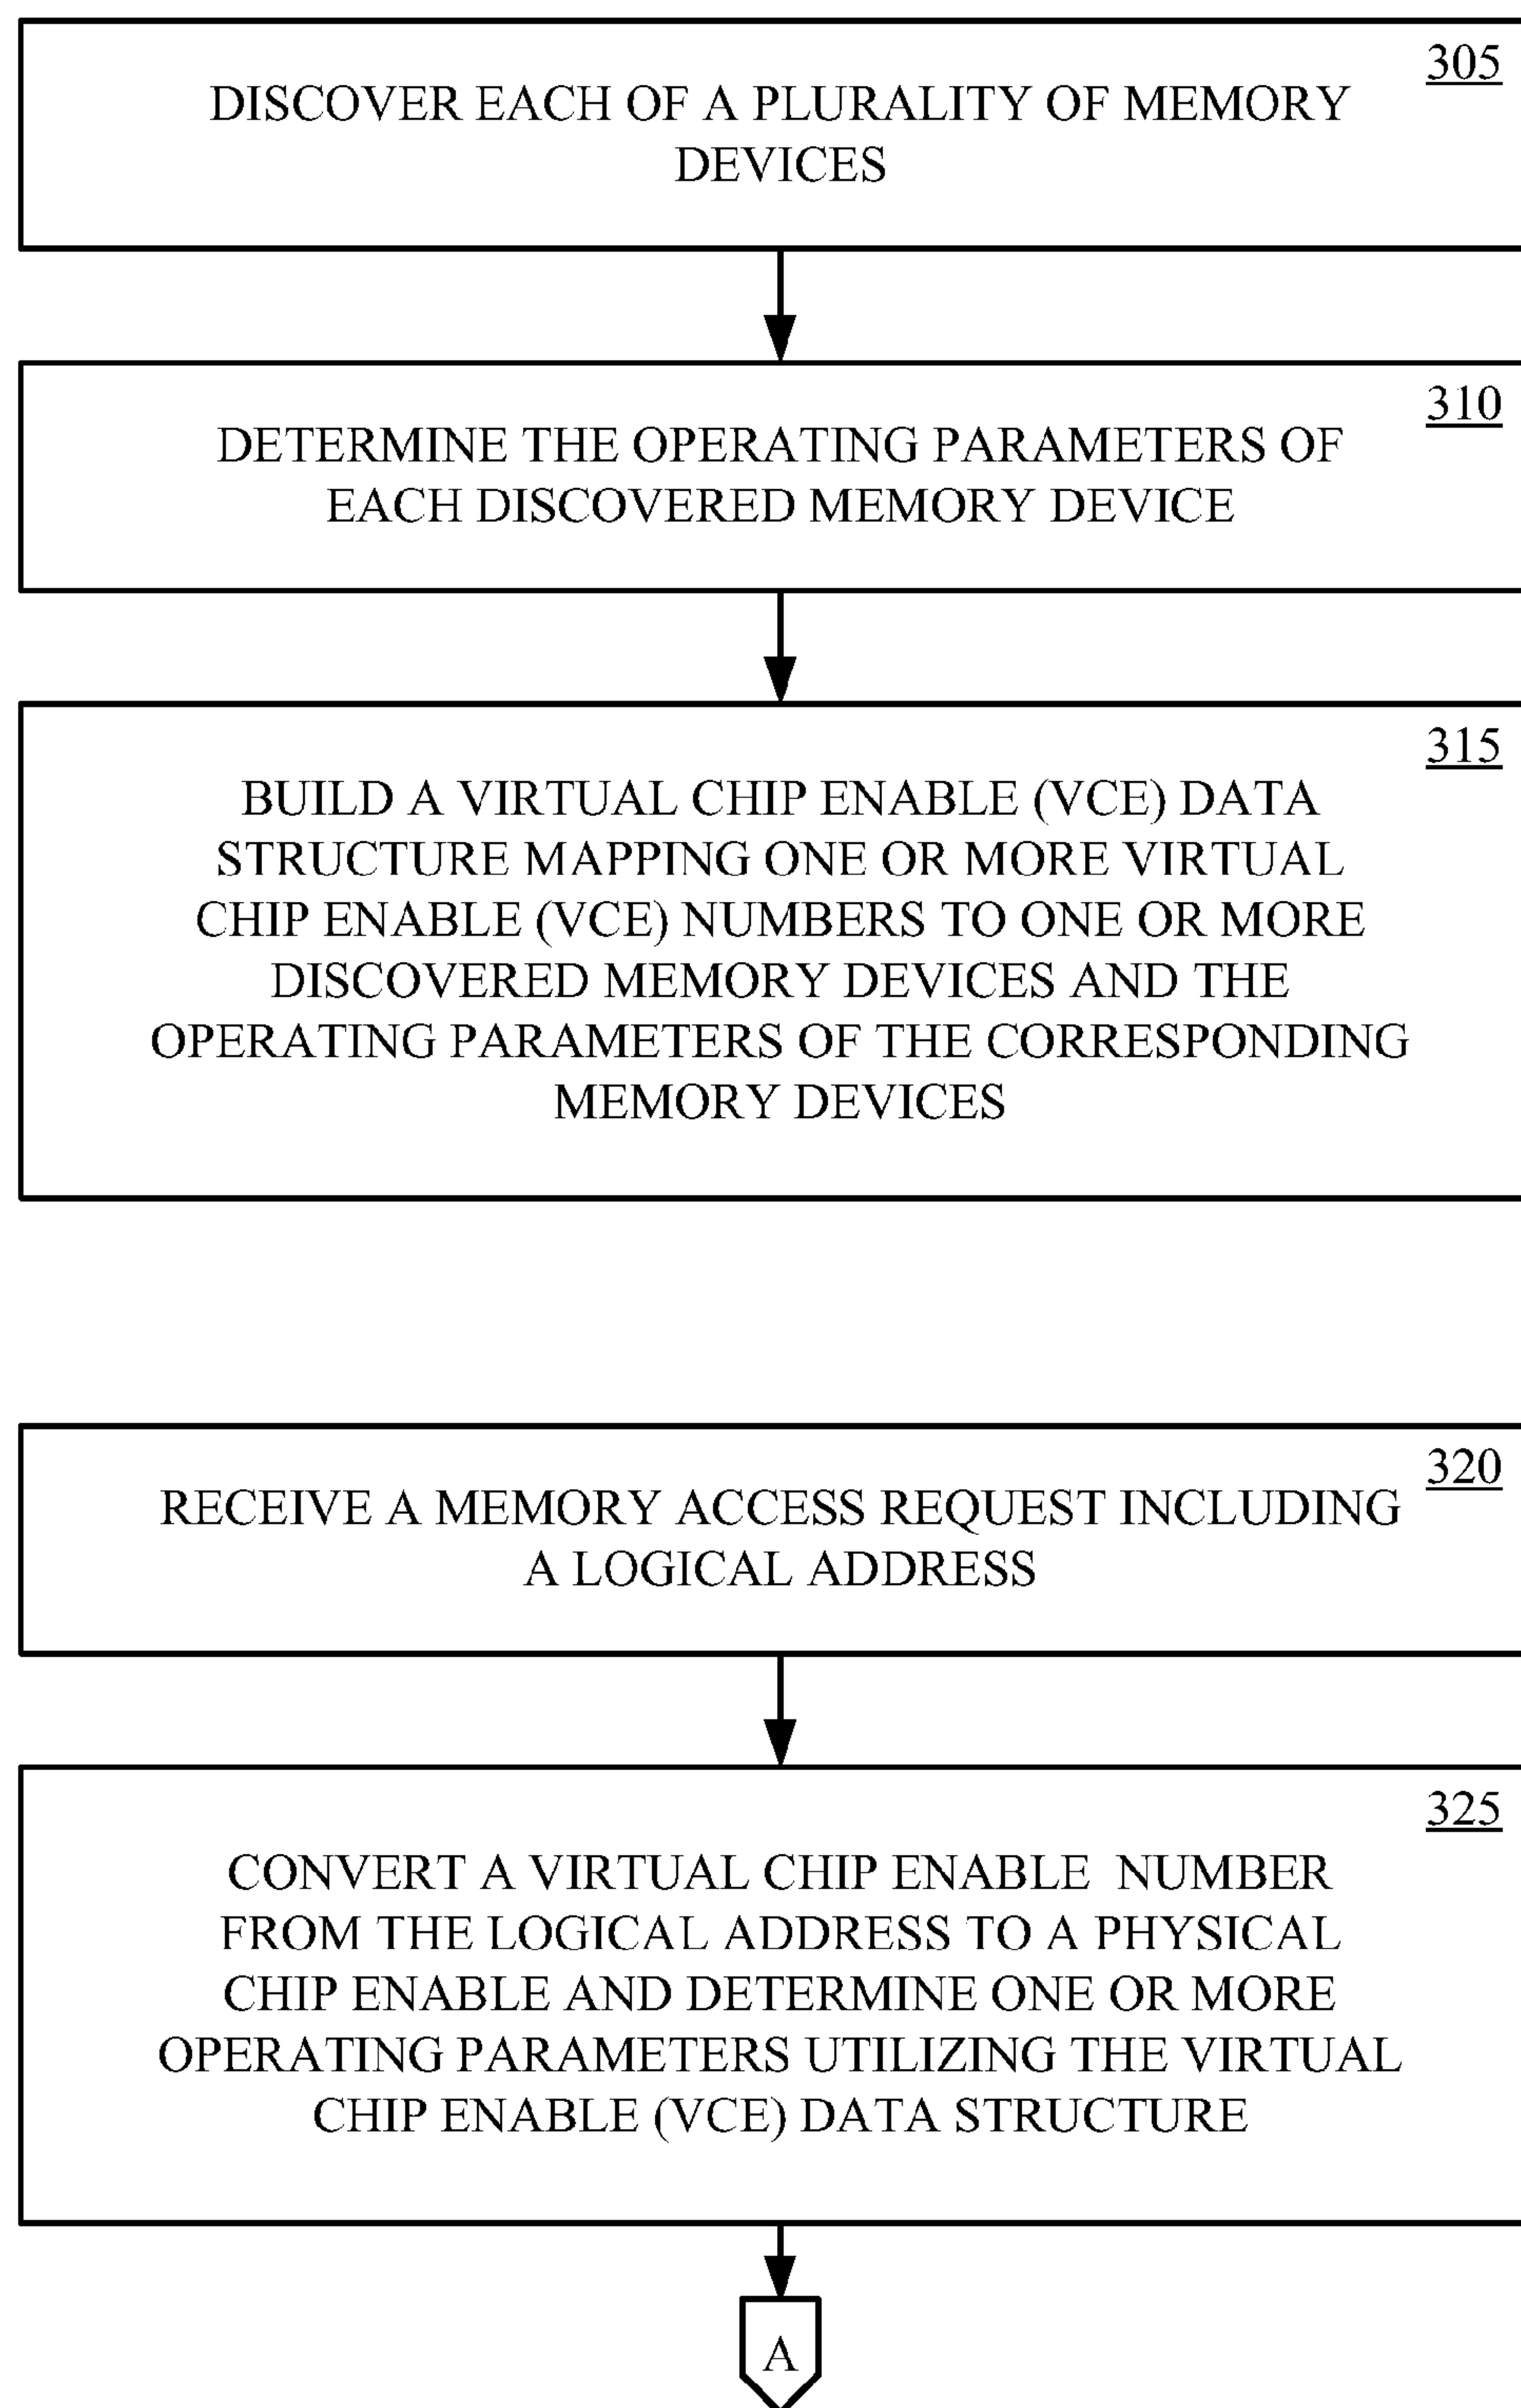 305
DISCOVER EACH OF A PLURALITY OF MEMORY
DEVICES
310
DETERMINE THE OPERATING PARAMETERS OF
EACH DISCOVERED MEMORY DEVICE
315
BUILD A VIRTUAL CHIP ENABLE (VCE) DATA
STRUCTURE MAPPING ONE OR MORE VIRTUAL
CHIP ENABLE (VCE) NUMBERS TO ONE OR MORE
DISCOVERED MEMORY DEVICES AND THE
OPERATING PARAMETERS OF THE CORRESPONDING
MEMORY DEVICES
320
RECEIVE A MEMORY ACCESS REQUEST INCLUDING
A LOGICAL ADDRESS
325
CONVERT A VIRTUAL CHIP ENABLE NUMBER
FROM THE LOGICAL ADDRESS TO A PHYSICAL
CHIP ENABLE AND DETERMINE ONE OR MORE
OPERATING PARAMETERS UTILIZING THE VIRTUAL
CHIP ENABLE (VCE) DATA STRUCTURE
A